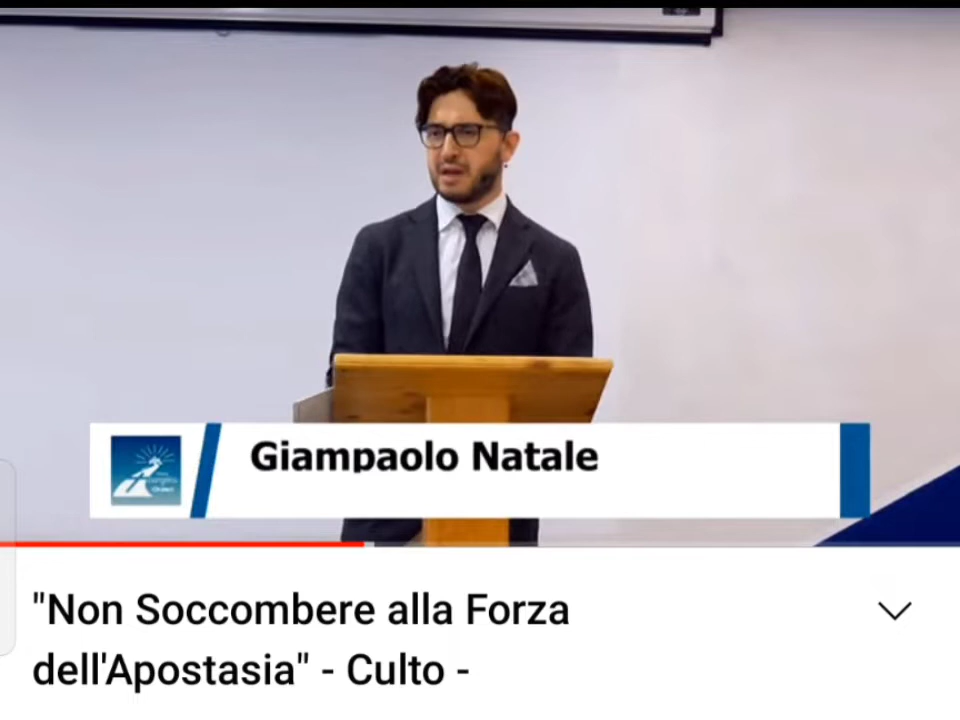 Giampaolo Natale
"Non Soccombere alla Forza
dell'Apostasia" - Culto -